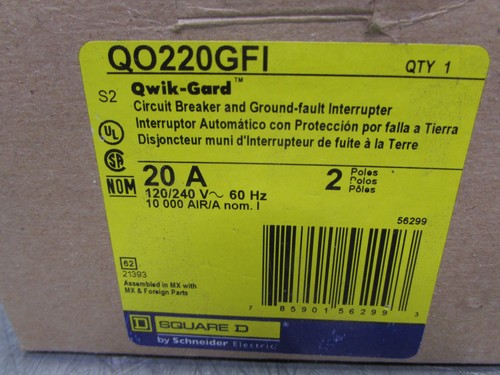 QO220GFI QTY 1
S2 Qwik-Gard™
Circuit Breaker and Ground-fault Interrupter
Interruptor Automático con Protección por falla a Tierra
Disjoncteur muni d'Interrupteur de fuite à la Terre
UL
SA
NOM
20 A 2 Poles
Polos
Pôles
120/240 V~ 60 Hz
10 000 AIR/A nom. I
56299
62
21393
Assembled in MX with
MX & Foreign Parts
7 85901 56299 3
D SQUARE D
by Schneider Electric